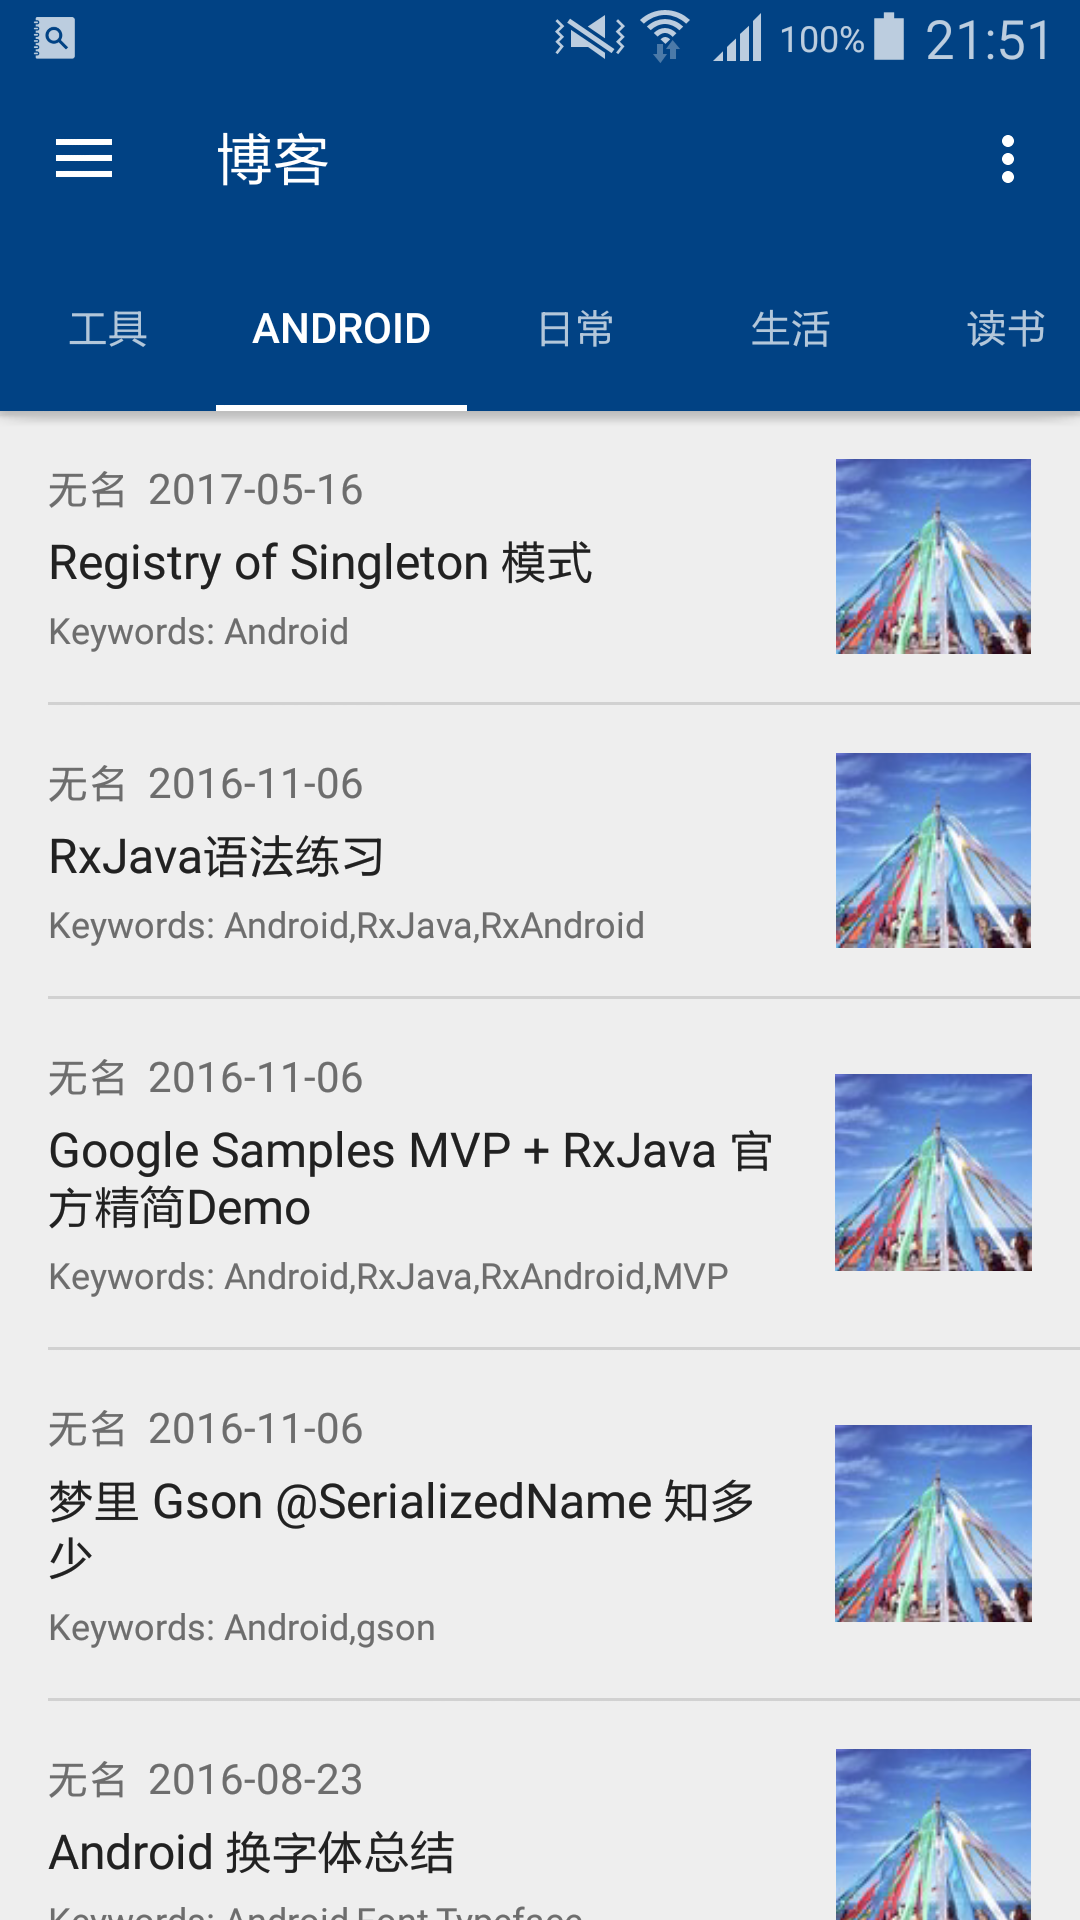 100% 21:51
博客
工具 ANDROID 日常 生活 读书
无名 2017-05-16
Registry of Singleton 模式
Keywords: Android
无名 2016-11-06
RxJava语法练习
Keywords: Android,RxJava,RxAndroid
无名 2016-11-06
Google Samples MVP + RxJava 官
方精简Demo
Keywords: Android,RxJava,RxAndroid,MVP
无名 2016-11-06
梦里 Gson @SerializedName 知多
少
Keywords: Android,gson
无名 2016-08-23
Android 换字体总结
Keywords: Android,Font,Typeface